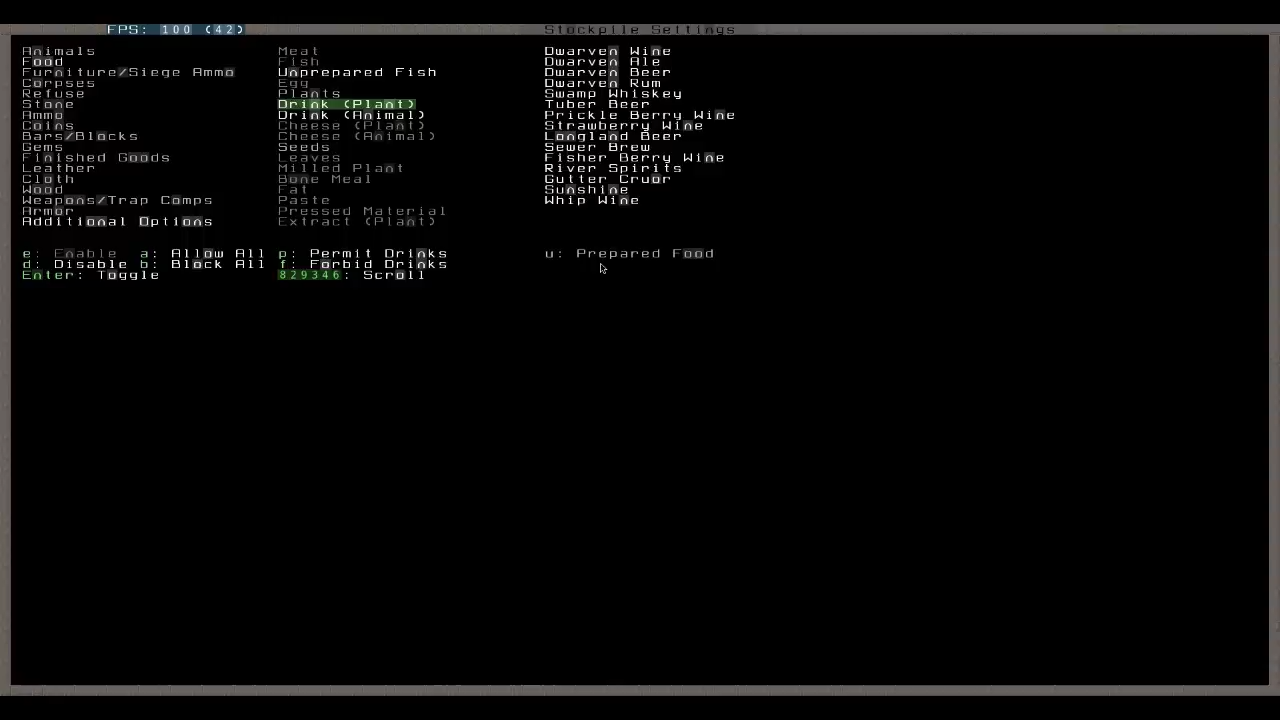 FPS: 100 (42) Stockpile Settings
Animals Meat Dwarven Wine
Food Fish Dwarven Ale
Furniture/Siege Ammo Unprepared Fish Dwarven Beer
Corpses Egg Dwarven Rum
Refuse Plants Swamp Whiskey
Stone Drink (Plant) Tuber Beer
Ammo Drink (Animal) Prickle Berry Wine
Coins Cheese (Plant) Strawberry Wine
Bars/Blocks Cheese (Animal) Longland Beer
Gems Seeds Sewer Brew
Finished Goods Leaves Fisher Berry Wine
Leather Milled Plant River Spirits
Cloth Bone Meal Gutter Cruor
Wood Fat Sunshine
Weapons/Trap Comps Paste Whip Wine
Armor Pressed Material
Additional Options Extract (Plant)
e: Enable a: Allow All p: Permit Drinks u: Prepared Food
d: Disable b: Block All f: Forbid Drinks
Enter: Toggle 829346: Scroll